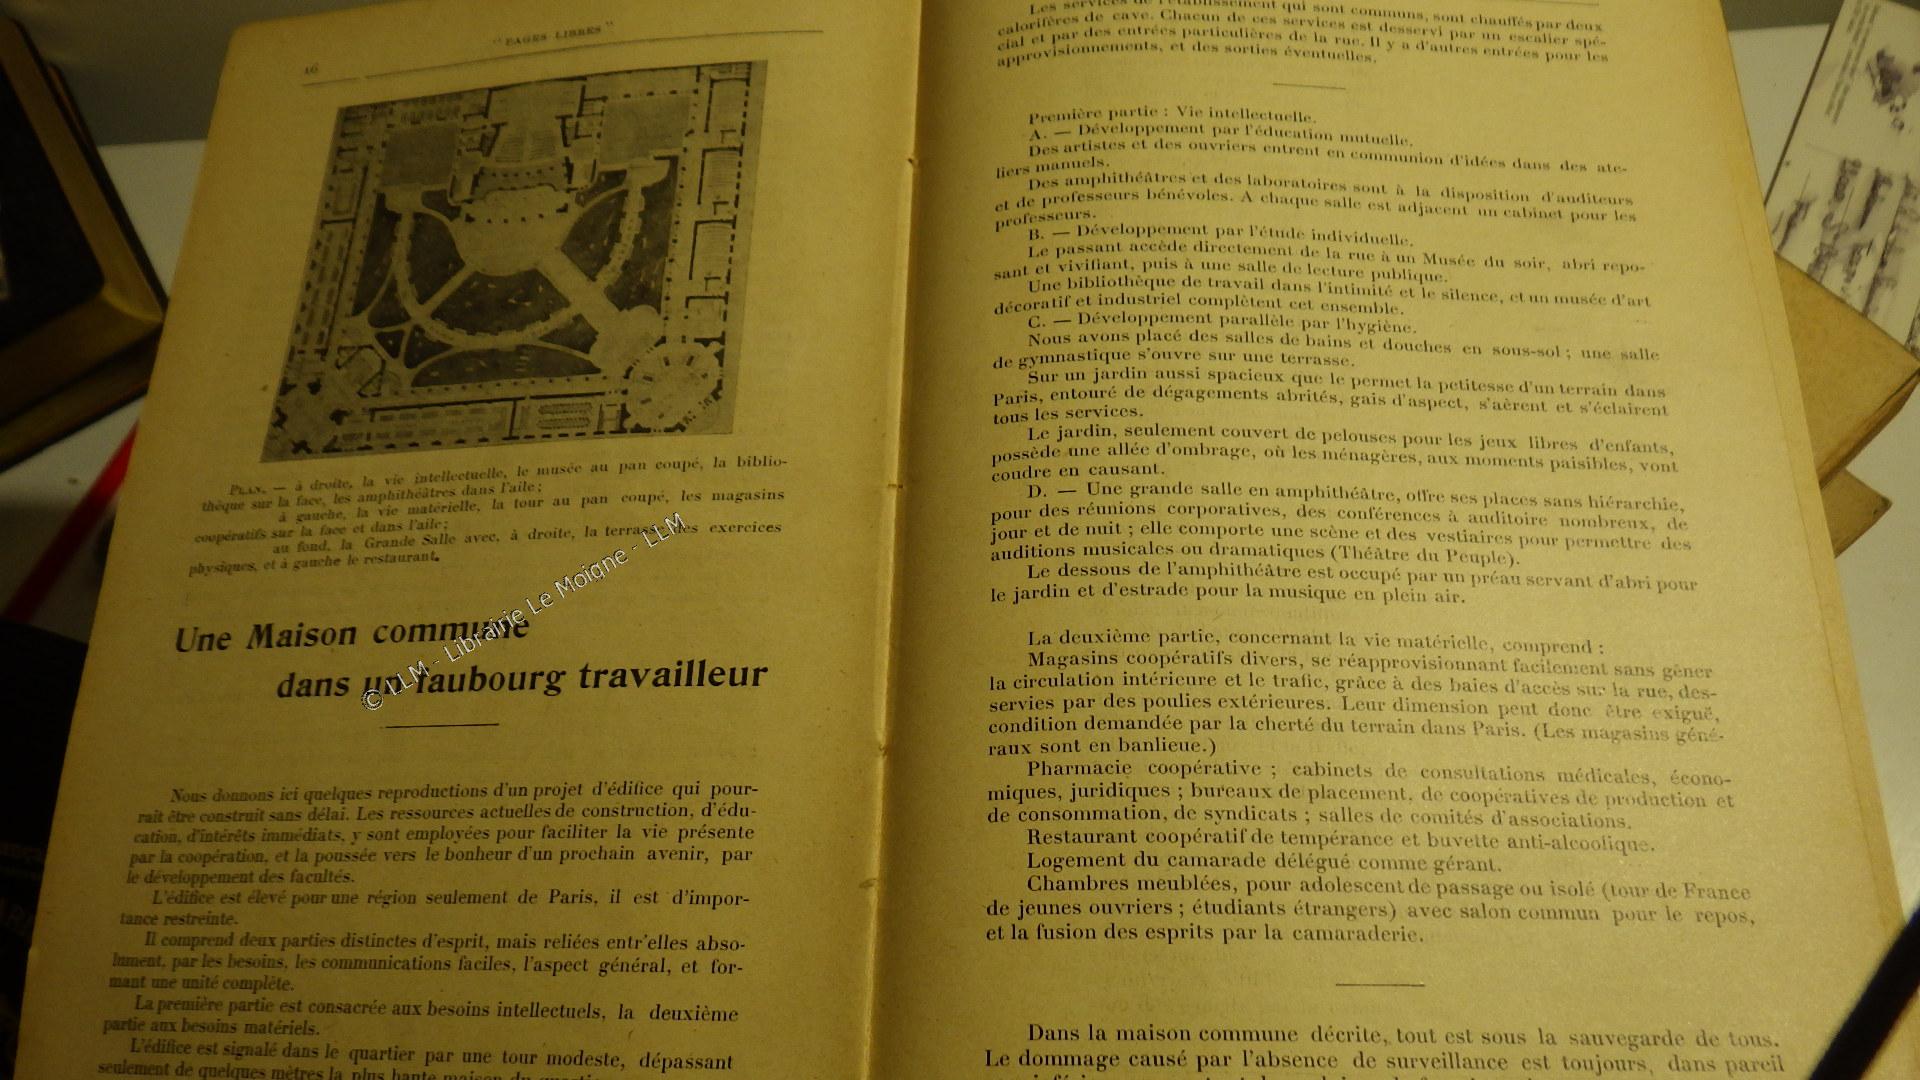 16
"PAGES LIBRES"
PLAN. — à droite, la vie intellectuelle, le musée au pan coupé, la biblio-
thèque sur la face, les amphithéâtres dans l'aile ;
à gauche, la vie matérielle, la tour au pan coupé, les magasins
coopératifs sur la face et dans l'aile ;
au fond, la Grande Salle avec, à droite, la terrasse des exercices
physiques, et à gauche le restaurant.
© LLM - Librairie Le Moigne - LLM
Une Maison commune
dans un faubourg travailleur
Nous donnons ici quelques reproductions d'un projet d'édifice qui pour-
rait être construit sans délai. Les ressources actuelles de construction, d'édu-
cation, d'intérêts immédiats, y sont employées pour faciliter la vie présente
par la coopération, et la poussée vers le bonheur d'un prochain avenir, par
le développement des facultés.
L'édifice est élevé pour une région seulement de Paris, il est d'impor-
tance restreinte.
Il comprend deux parties distinctes d'esprit, mais reliées entr'elles abso-
lument, par les besoins, les communications faciles, l'aspect général, et for-
mant une unité complète.
La première partie est consacrée aux besoins intellectuels, la deuxième
partie aux besoins matériels.
L'édifice est signalé dans le quartier par une tour modeste, dépassant
seulement de quelques mètres la plus haute maison du
Les services de l'établissement qui sont communs, sont chauffés par deux
calorifères de cave. Chacun de ces services est desservi par un escalier spé-
cial et par des entrées particulières de la rue. Il y a d'autres entrées pour les
approvisionnements, et des sorties éventuelles.
Première partie : Vie intellectuelle.
A. — Développement par l'éducation mutuelle.
Des artistes et des ouvriers entrent en communion d'idées dans des ate-
liers manuels.
Des amphithéâtres et des laboratoires sont à la disposition d'auditeurs
et de professeurs bénévoles. A chaque salle est adjacent un cabinet pour les
professeurs.
B. — Développement par l'étude individuelle.
Le passant accède directement de la rue à un Musée du soir, abri repo-
sant et vivifiant, puis à une salle de lecture publique.
Une bibliothèque de travail dans l'intimité et le silence, et un musée d'art
décoratif et industriel complètent cet ensemble.
C. — Développement parallèle par l'hygiène.
Nous avons placé des salles de bains et douches en sous-sol ; une salle
de gymnastique s'ouvre sur une terrasse.
Sur un jardin aussi spacieux que le permet la petitesse d'un terrain dans
Paris, entouré de dégagements abrités, gais d'aspect, s'aèrent et s'éclairent
tous les services.
Le jardin, seulement couvert de pelouses pour les jeux libres d'enfants,
possède une allée d'ombrage, où les ménagères, aux moments paisibles, vont
coudre en causant.
D. — Une grande salle en amphithéâtre, offre ses places sans hiérarchie,
pour des réunions corporatives, des conférences à auditoire nombreux, de
jour et de nuit ; elle comporte une scène et des vestiaires pour permettre des
auditions musicales ou dramatiques (Théâtre du Peuple).
Le dessous de l'amphithéâtre est occupé par un préau servant d'abri pour
le jardin et d'estrade pour la musique en plein air.
La deuxième partie, concernant la vie matérielle, comprend :
Magasins coopératifs divers, se réapprovisionnant facilement sans gêner
la circulation intérieure et le trafic, grâce à des baies d'accès sur la rue, des-
servies par des poulies extérieures. Leur dimension peut donc être exiguë,
condition demandée par la cherté du terrain dans Paris. (Les magasins géné-
raux sont en banlieue.)
Pharmacie coopérative ; cabinets de consultations médicales, écono-
miques, juridiques ; bureaux de placement, de coopératives de production et
de consommation, de syndicats ; salles de comités d'associations.
Restaurant coopératif de tempérance et buvette anti-alcoolique.
Logement du camarade délégué comme gérant.
Chambres meublées, pour adolescent de passage ou isolé (tour de France
de jeunes ouvriers ; étudiants étrangers) avec salon commun pour le repos,
et la fusion des esprits par la camaraderie.
Dans la maison commune décrite, tout est sous la sauvegarde de tous.
Le dommage causé par l'absence de surveillance est toujours, dans pareil